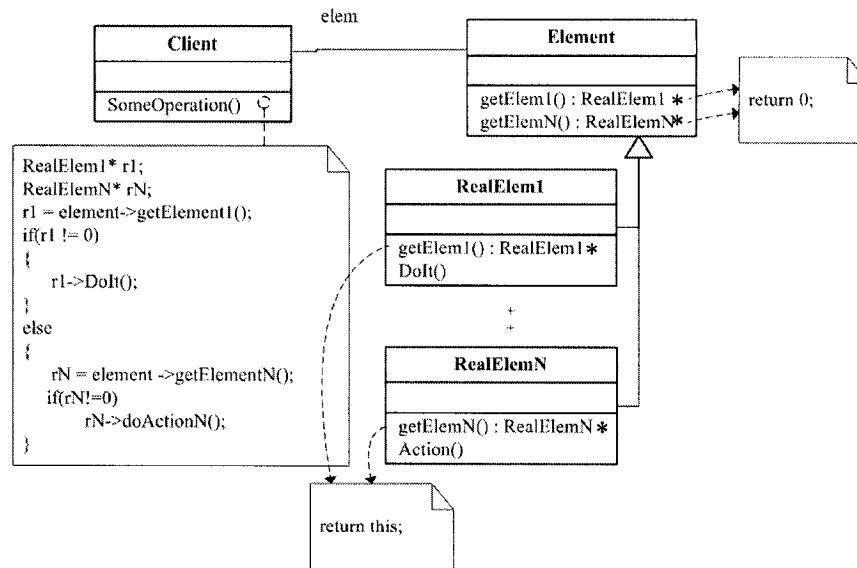 elem
Client
SomeOperation()
Element
getElem1() : RealElem1 *
getElemN() : RealElemN*
return 0;
RealElem1* r1;
RealElemN* rN;
r1 = element->getElement1();
if(r1 != 0)
{
r1->DoIt();
}
else
{
rN = element ->getElementN();
if(rN!=0)
rN->doActionN();
}
RealElem1
getElem1() : RealElem1*
DoIt()
RealElemN
getElemN() : RealElemN *
Action()
return this;